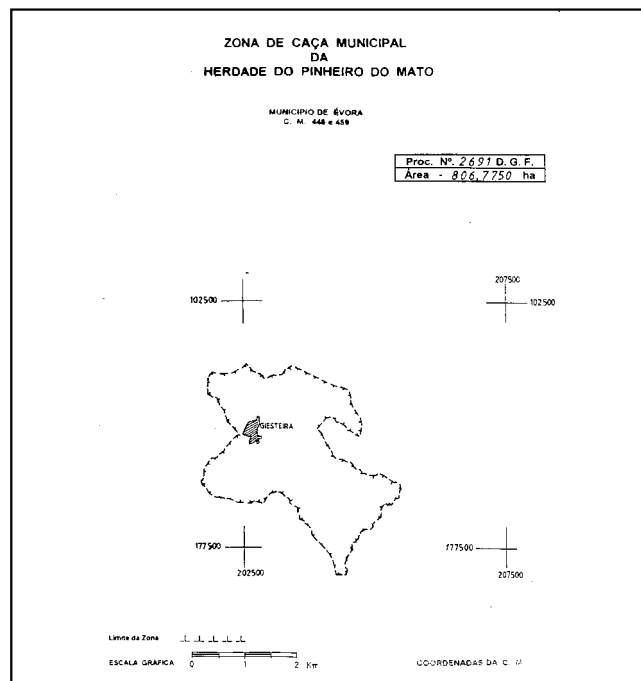 ZONA DE CAÇA MUNICIPAL
DA
HERDADE DO PINHEIRO DO MATO
MUNICIPIO DE ÉVORA
C. M. 448 e 459
Proc. Nº. 2691 D. G. F.
Área - 806,7750 ha
207500
102500
102500
GIESTEIRA
177500
177500
202500
207500
Limite da Zona
ESCALA GRÁFICA 0 1 2 Km
COORDENADAS DA C. M.